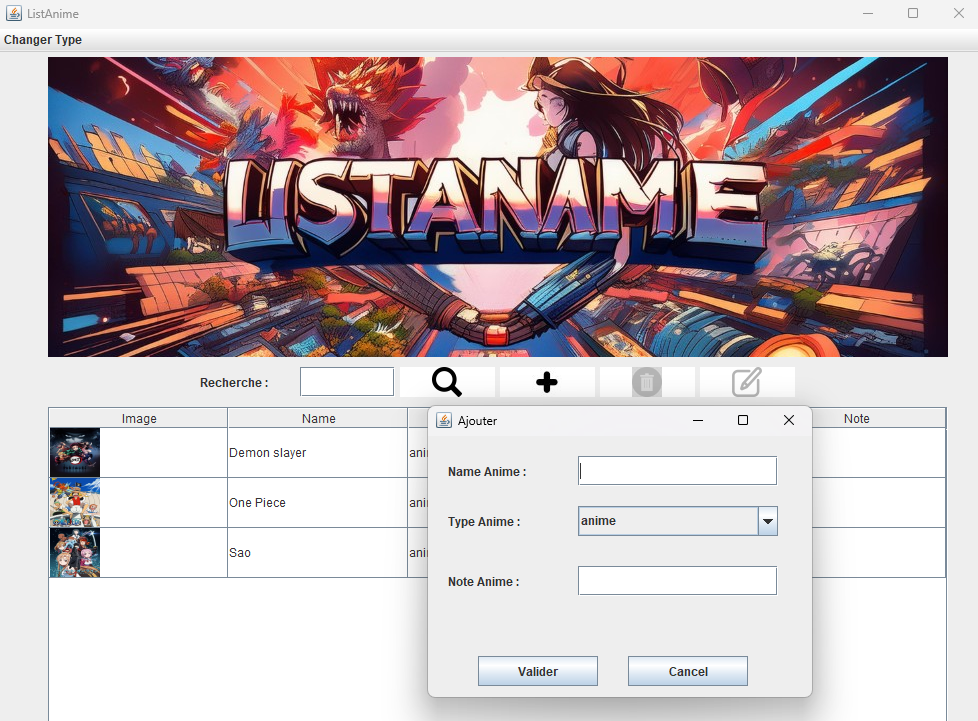 ListAnime
Changer Type
LISTANAME
Recherche :
Image Name Note
Demon slayer ani
One Piece ani
Sao ani
Ajouter
Name Anime :
Type Anime : anime
Note Anime :
Valider Cancel